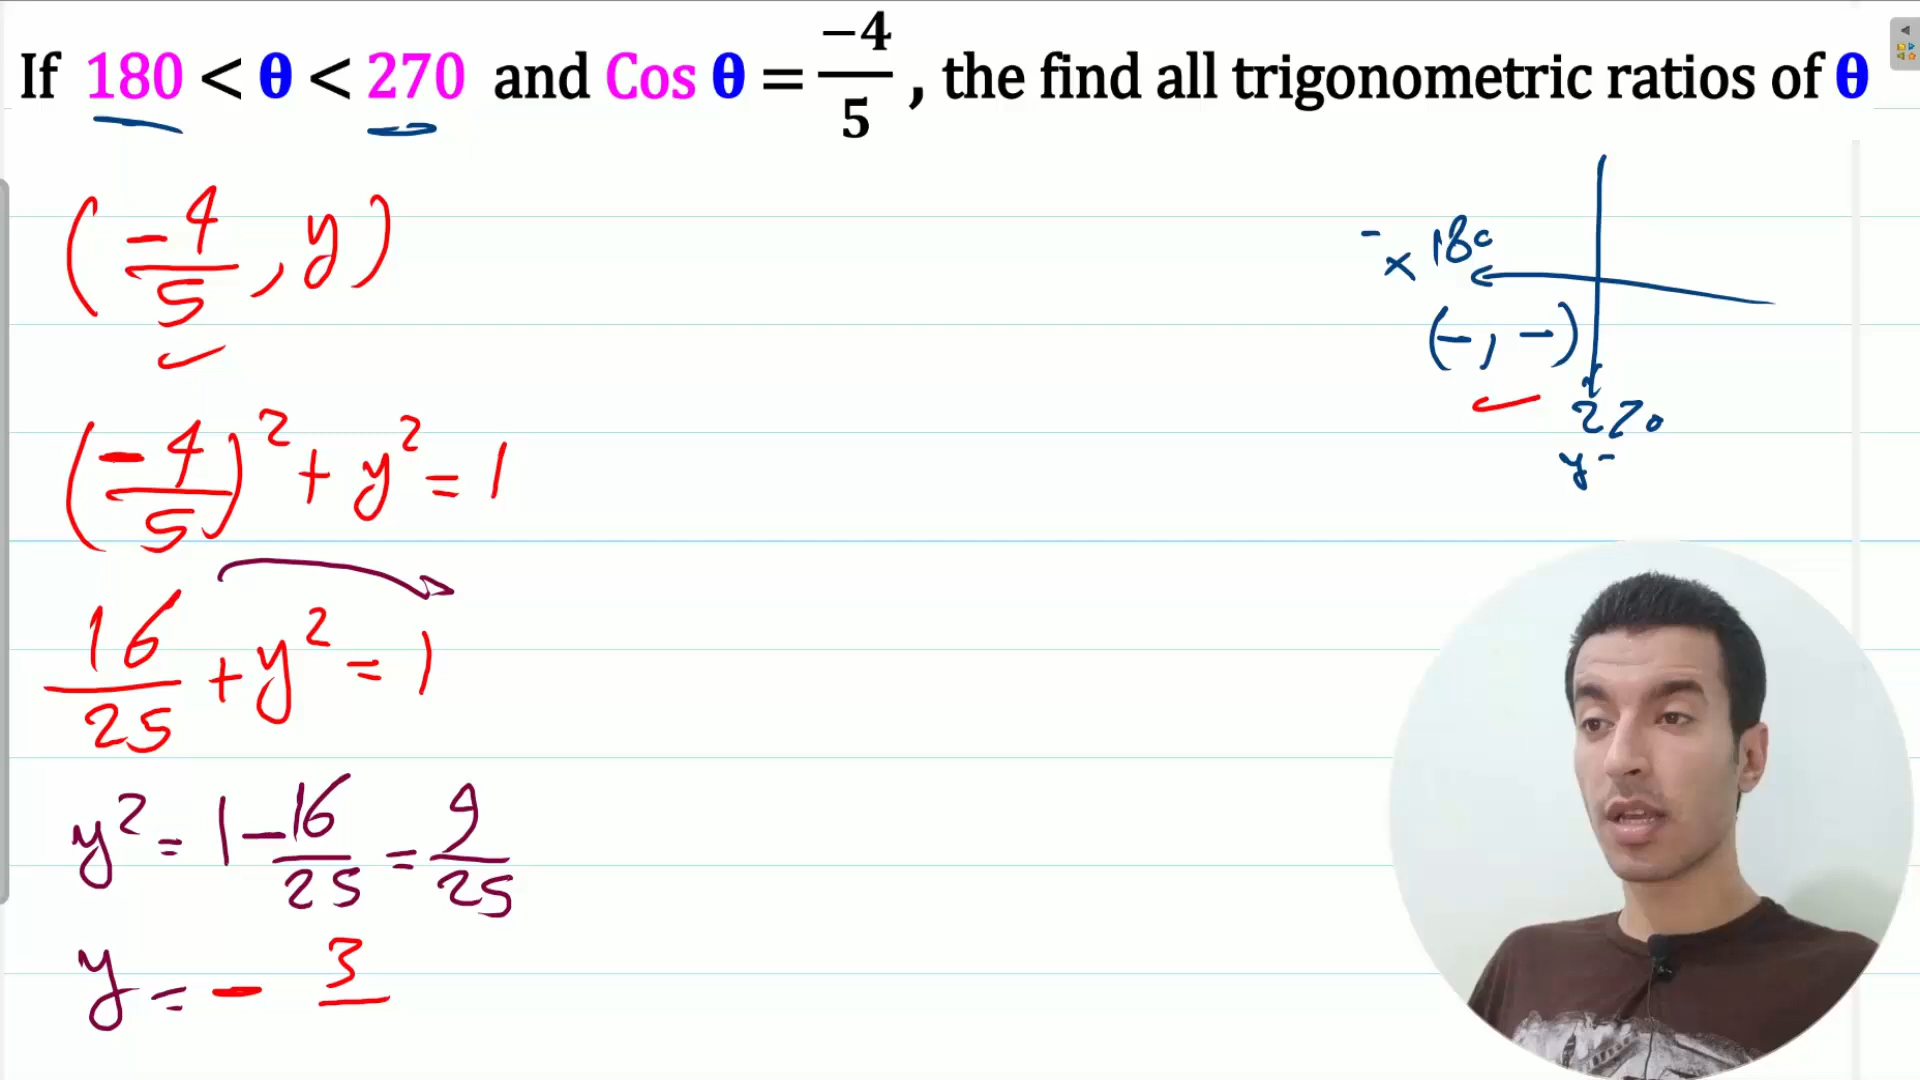 If 180 < θ < 270 and Cos θ = -4/5 , the find all trigonometric ratios of θ
(-4/5, y)
(-4/5)² + y² = 1
16/25 + y² = 1
y² = 1 - 16/25 = 9/25
y = - 3
- x 180
(-, -)
270
y -